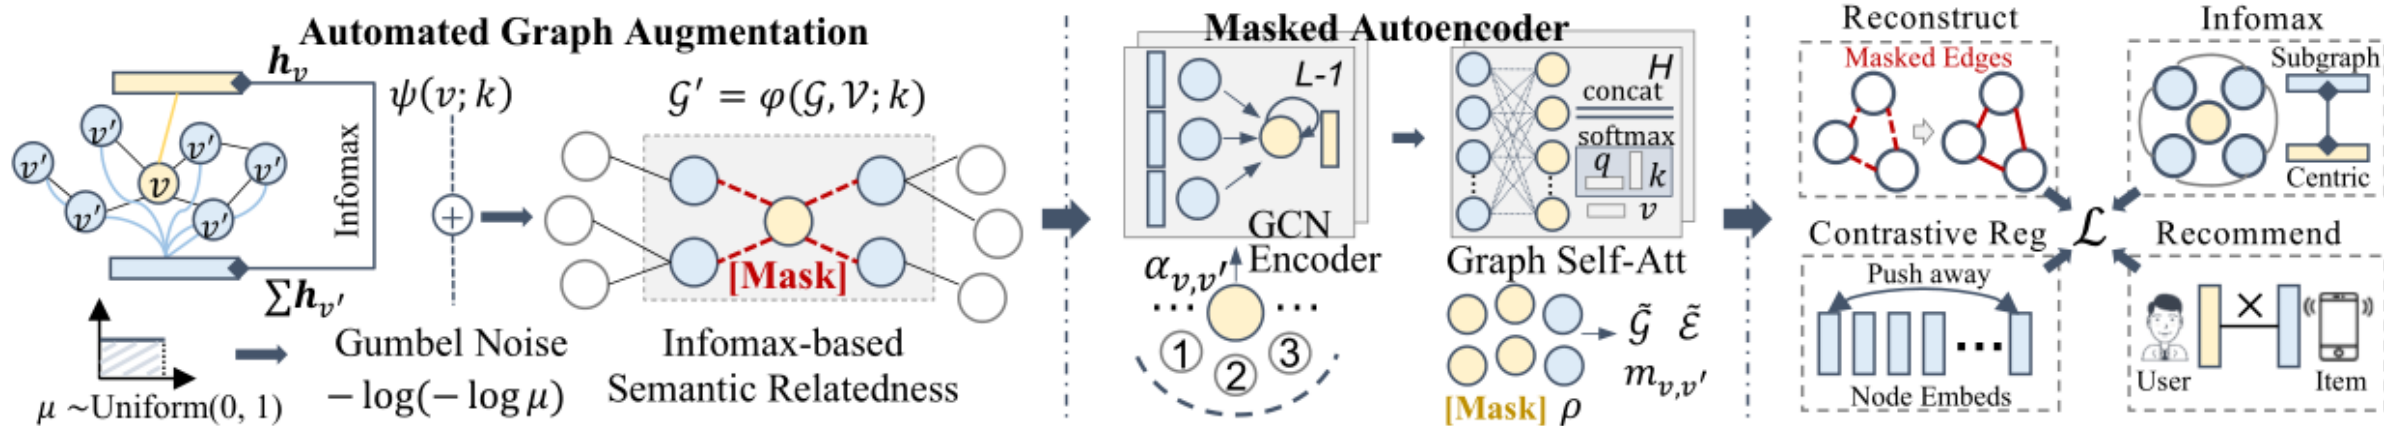 Automated Graph Augmentation
h_v
ψ(v; k)
𝒢′ = φ(𝒢, 𝒱; k)
v′
v′
v′
v′
v
v′
v′
Infomax
+
[Mask]
∑h_v′
μ ~Uniform(0, 1)
Gumbel Noise
−log(−log μ)
Infomax-based
Semantic Relatedness
Masked Autoencoder
L-1
H
concat
softmax
q
k
v
GCN
Encoder
Graph Self-Att
α_v,v′
... ...
1
2
3
𝒢̃ ℰ̃
m_v,v′
[Mask] ρ
Reconstruct
Masked Edges
Infomax
Subgraph
Centric
ℒ
Contrastive Reg
Push away
...
Node Embeds
Recommend
×
User
Item